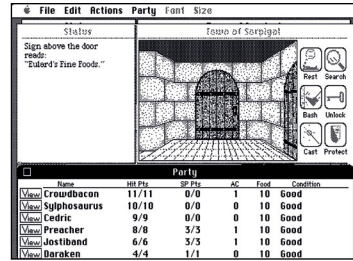 File Edit Actions Party Font Size
Status
Town of Sorpigal
Sign above the door
reads:
"Eulard's Fine Foods."
Rest Search
Bash Unlock
Cast Protect
Party
Name Hit Pts SP Pts AC Food Condition
View Crowdbacon 11/11 0/0 1 10 Good
View Sylphosaurus 10/10 0/0 0 10 Good
View Cedric 9/9 0/0 0 10 Good
View Preacher 8/8 3/3 1 10 Good
View Jostiband 6/6 3/3 1 10 Good
View Daraken 4/4 1/1 0 10 Good